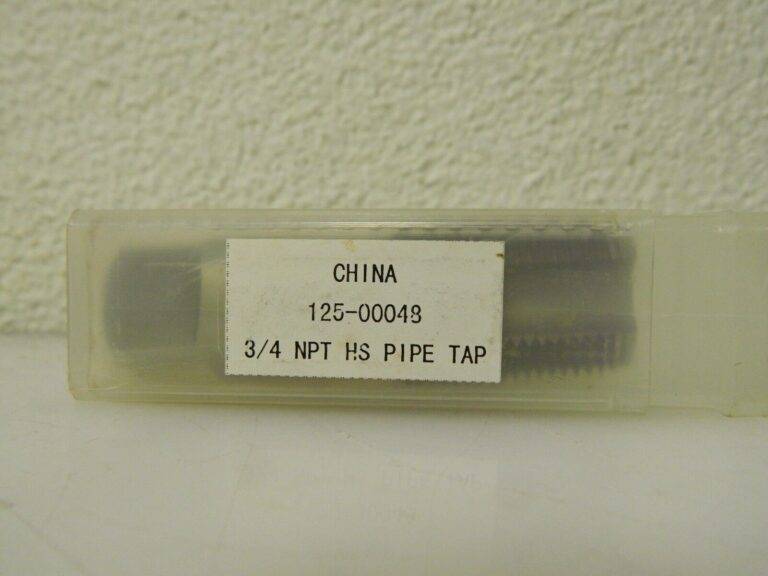 CHINA
125-00048
3/4 NPT HS PIPE TAP